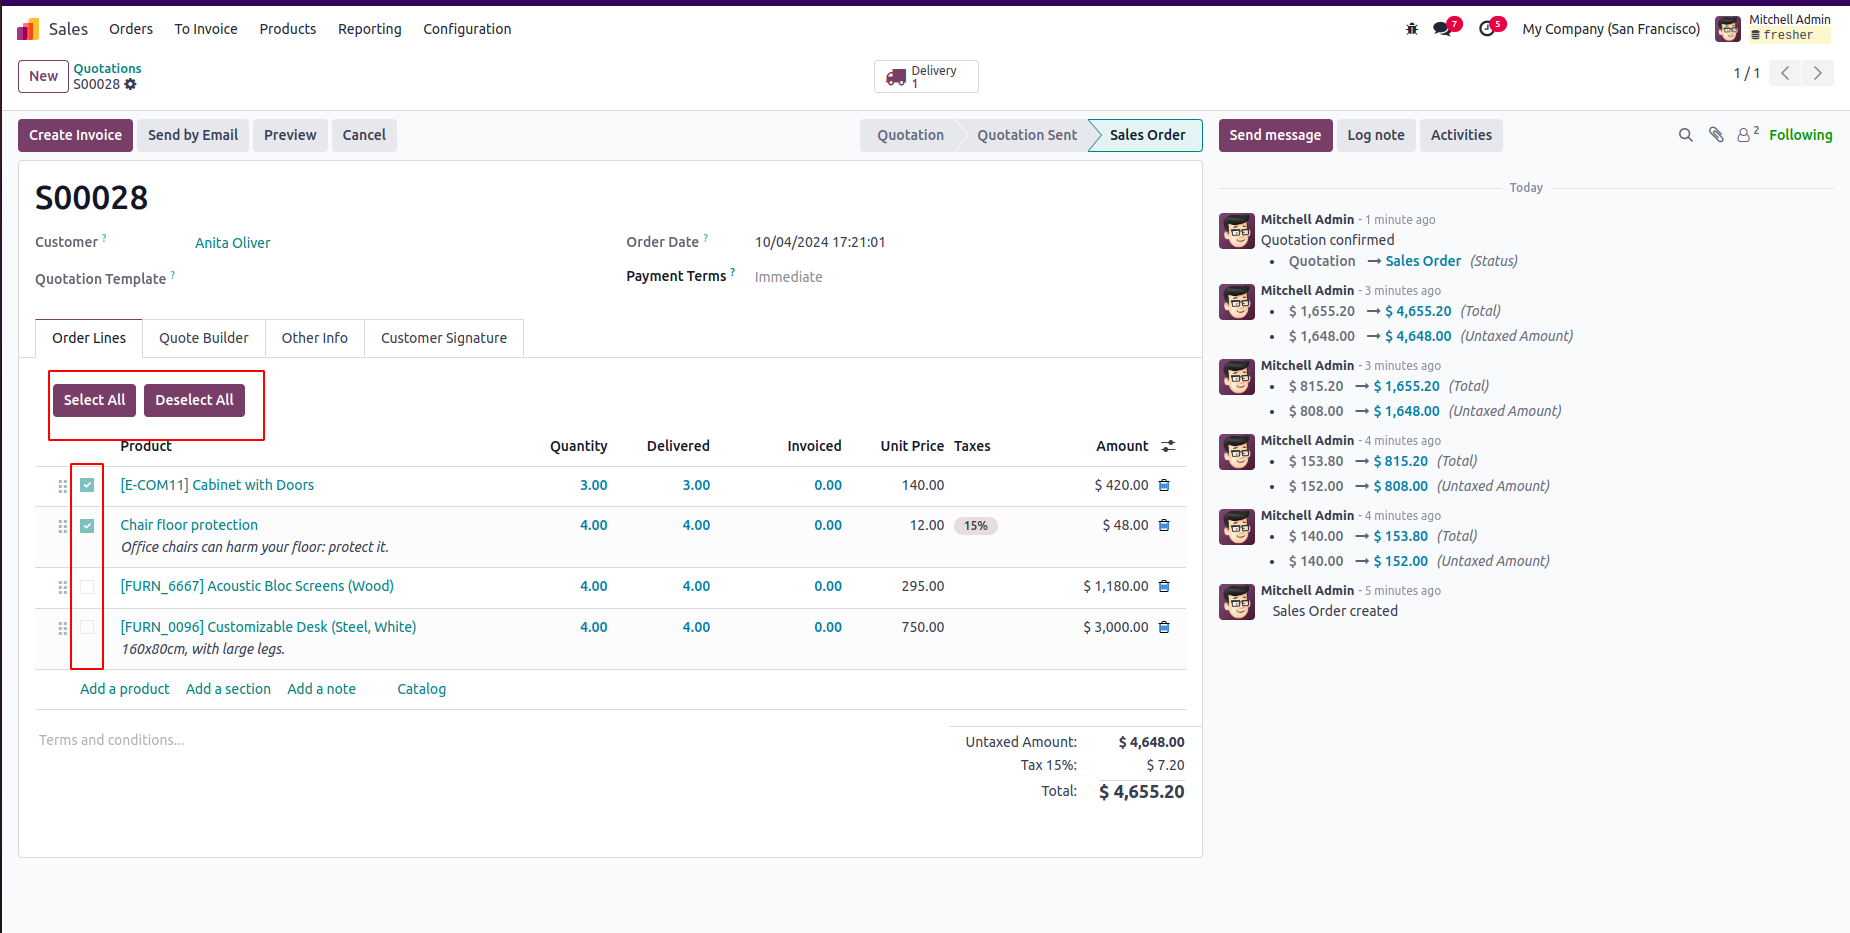 Sales Orders To Invoice Products Reporting Configuration 7 5 My Company (San Francisco) Mitchell Admin
fresher
New Quotations
S00028
Delivery
1
1 / 1
Create Invoice Send by Email Preview Cancel Quotation Quotation Sent Sales Order
S00028
Customer ? Anita Oliver Order Date ? 10/04/2024 17:21:01
Quotation Template ? Payment Terms ? Immediate
Order Lines Quote Builder Other Info Customer Signature
Select All Deselect All
Product Quantity Delivered Invoiced Unit Price Taxes Amount
[E-COM11] Cabinet with Doors 3.00 3.00 0.00 140.00 $ 420.00
Chair floor protection 4.00 4.00 0.00 12.00 15% $ 48.00
Office chairs can harm your floor: protect it.
[FURN_6667] Acoustic Bloc Screens (Wood) 4.00 4.00 0.00 295.00 $ 1,180.00
[FURN_0096] Customizable Desk (Steel, White) 4.00 4.00 0.00 750.00 $ 3,000.00
160x80cm, with large legs.
Add a product Add a section Add a note Catalog
Terms and conditions...
Untaxed Amount: $ 4,648.00
Tax 15%: $ 7.20
Total: $ 4,655.20
Send message Log note Activities 2 Following
Today
Mitchell Admin - 1 minute ago
Quotation confirmed
• Quotation → Sales Order (Status)
Mitchell Admin - 3 minutes ago
• $ 1,655.20 → $ 4,655.20 (Total)
• $ 1,648.00 → $ 4,648.00 (Untaxed Amount)
Mitchell Admin - 3 minutes ago
• $ 815.20 → $ 1,655.20 (Total)
• $ 808.00 → $ 1,648.00 (Untaxed Amount)
Mitchell Admin - 4 minutes ago
• $ 153.80 → $ 815.20 (Total)
• $ 152.00 → $ 808.00 (Untaxed Amount)
Mitchell Admin - 4 minutes ago
• $ 140.00 → $ 153.80 (Total)
• $ 140.00 → $ 152.00 (Untaxed Amount)
Mitchell Admin - 5 minutes ago
Sales Order created